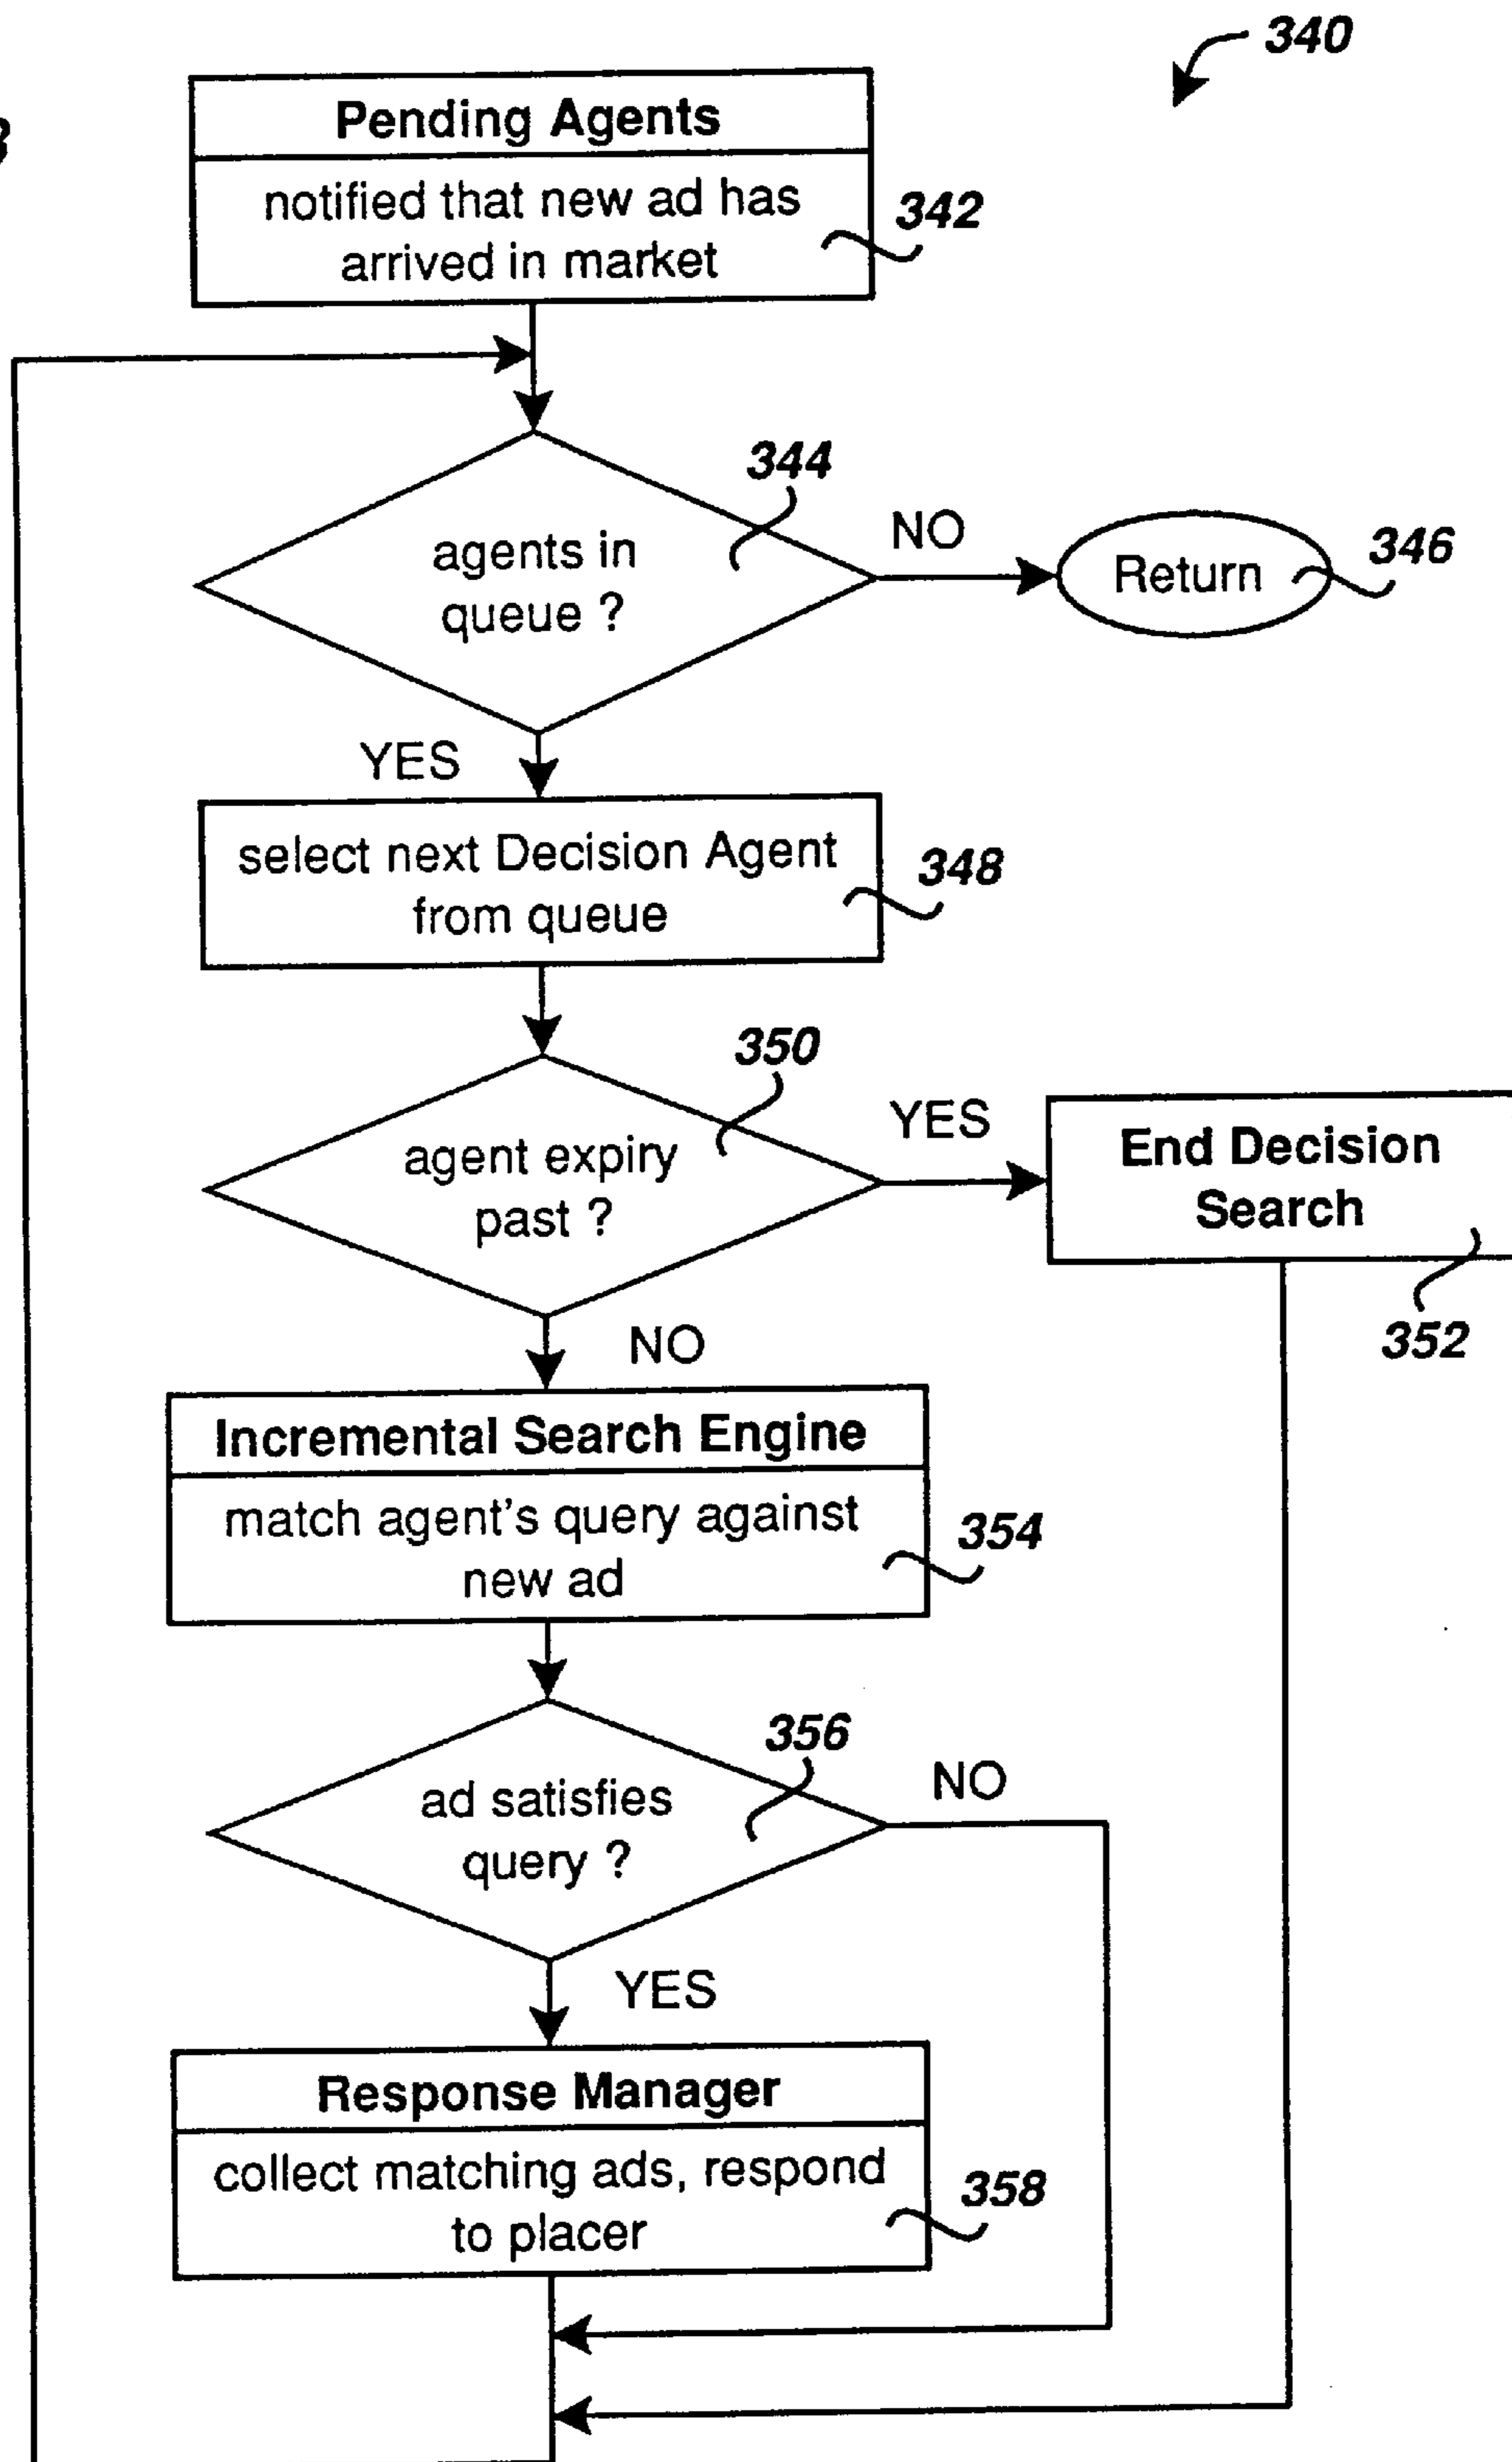 340
Pending Agents
notified that new ad has
arrived in market
342
344
agents in
queue ?
NO
Return
346
YES
select next Decision Agent
from queue
348
350
agent expiry
past ?
YES
End Decision
Search
352
NO
Incremental Search Engine
match agent's query against
new ad
354
356
ad satisfies
query ?
NO
YES
Response Manager
collect matching ads, respond
to placer
358